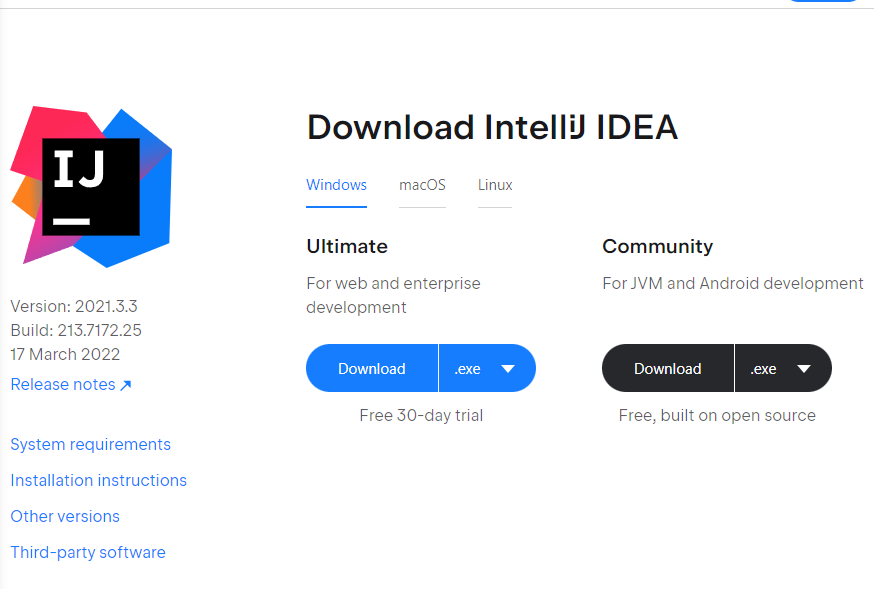 IJ
Version: 2021.3.3
Build: 213.7172.25
17 March 2022
Release notes ↗
System requirements
Installation instructions
Other versions
Third-party software
Download IntelliJ IDEA
Windows macOS Linux
Ultimate
For web and enterprise
development
Download .exe
Free 30-day trial
Community
For JVM and Android development
Download .exe
Free, built on open source